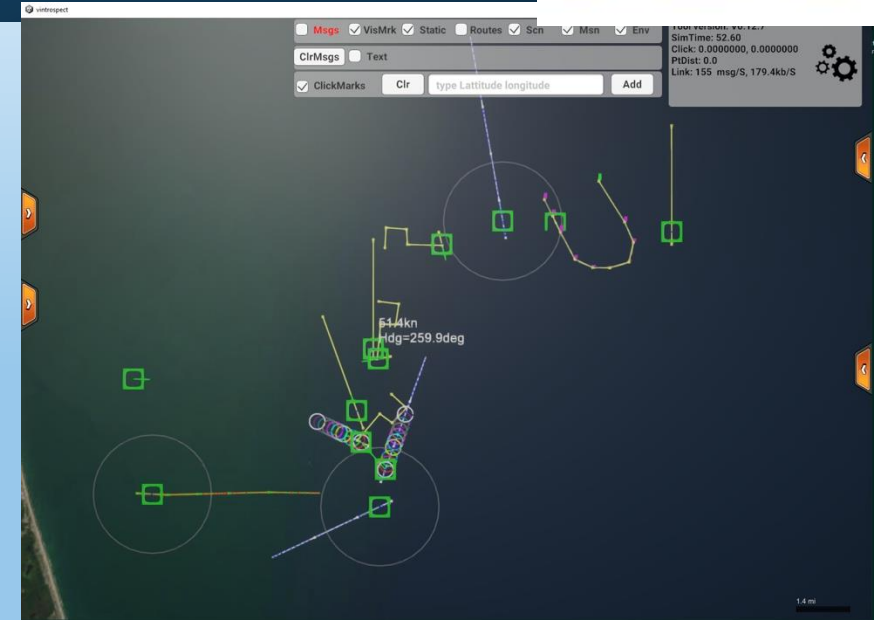 vintrospect
Msgs VisMrk Static Routes Scn Msn Env
ClrMsgs Text
ClickMarks Clr type Lattitude longitude Add
SimTime: 52.60
Click: 0.0000000, 0.0000000
PtDist: 0.0
Link: 155 msg/S, 179.4kb/S
51.4kn
Hdg=259.9deg
1.4 mi